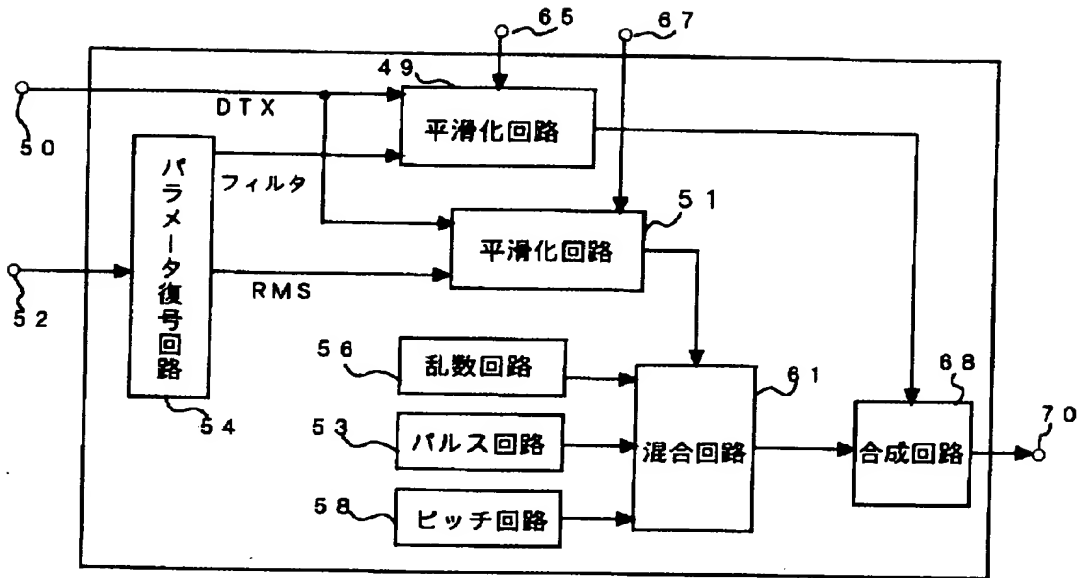 65
67
49
DTX
平滑化回路
50
フィルタ
51
パラメータ復号回路
平滑化回路
52
RMS
56
乱数回路
61
68
54
53
パルス回路
混合回路
合成回路
70
58
ピッチ回路